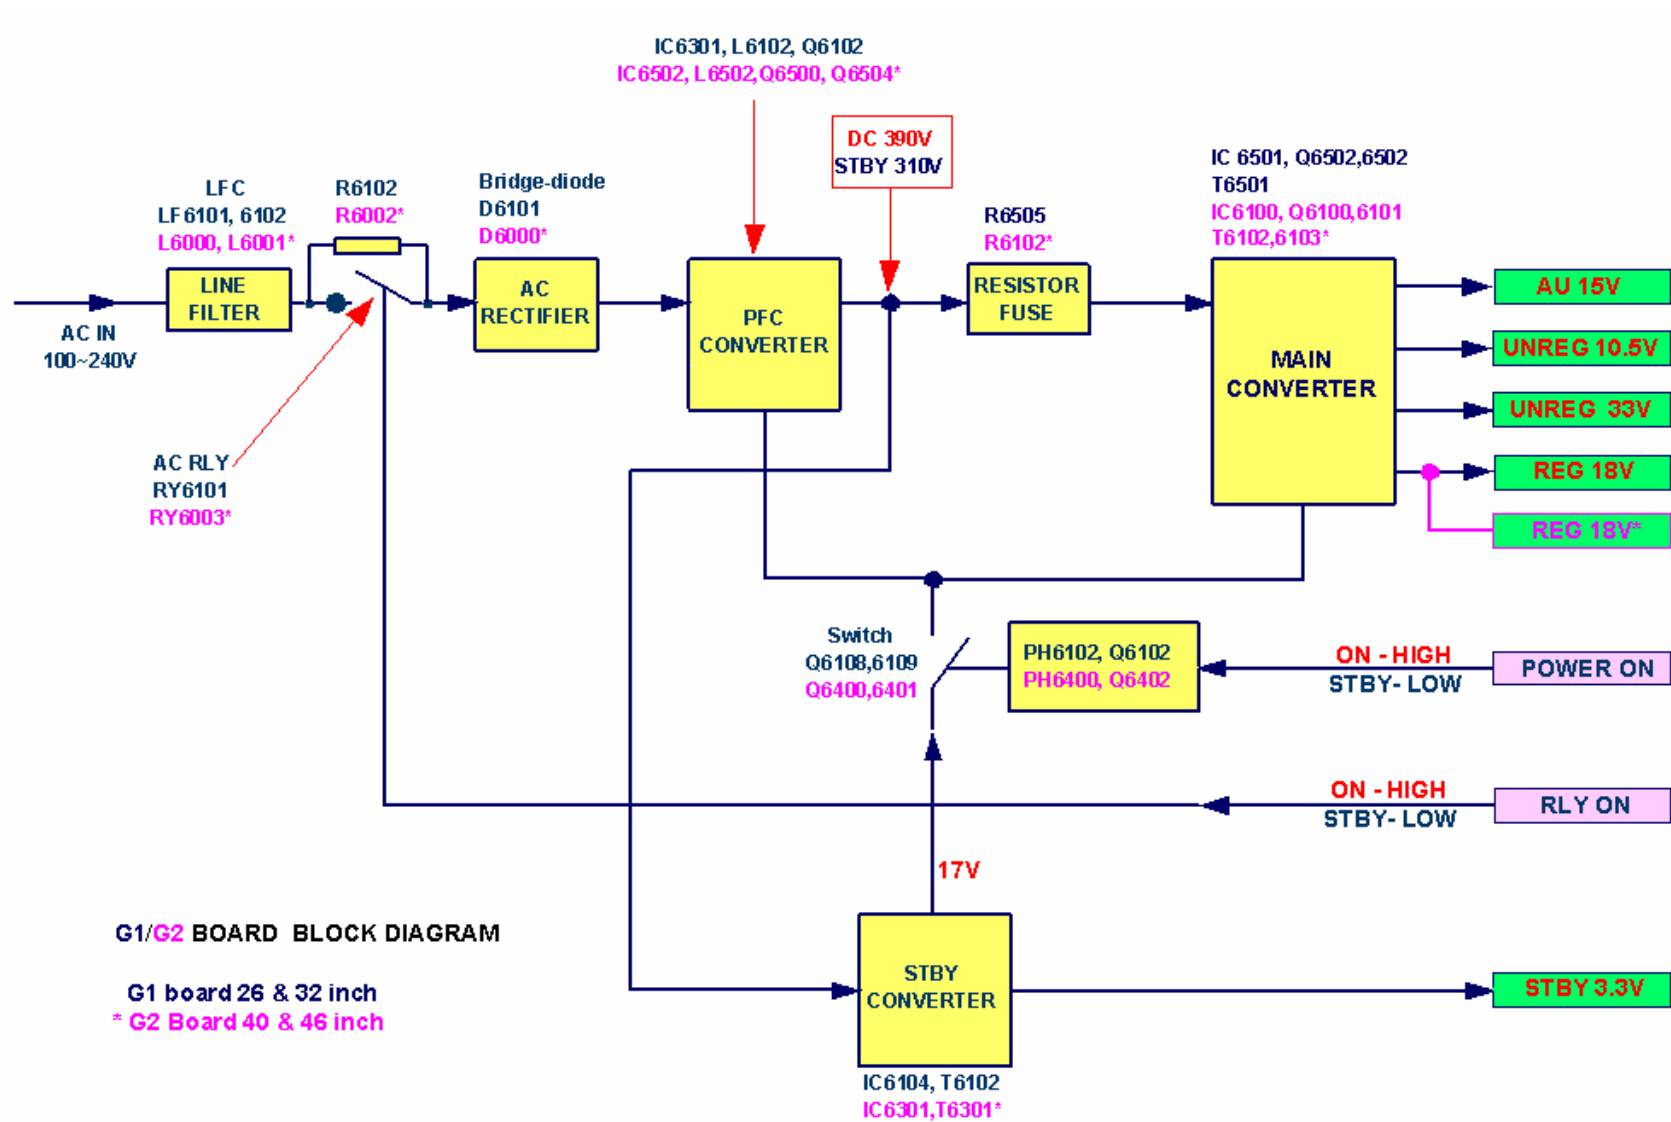 IC6301, L6102, Q6102
IC6502, L6502,Q6500, Q6504*
DC 390V
STBY 310V
IC 6501, Q6502,6502
T6501
IC6100, Q6100,6101
T6102,6103*
LFC
LF6101, 6102
L6000, L6001*
R6102
R6002*
Bridge-diode
D6101
D6000*
R6505
R6102*
LINE
FILTER
AC
RECTIFIER
PFC
CONVERTER
RESISTOR
FUSE
MAIN
CONVERTER
AC IN
100~240V
AU 15V
UNREG 10.5V
UNREG 33V
REG 18V
REG 18V*
AC RLY
RY6101
RY6003*
Switch
Q6108,6109
Q6400,6401
PH6102, Q6102
PH6400, Q6402
ON - HIGH
STBY- LOW
POWER ON
ON - HIGH
STBY- LOW
RLY ON
17V
G1/G2 BOARD BLOCK DIAGRAM
G1 board 26 & 32 inch
* G2 Board 40 & 46 inch
STBY
CONVERTER
STBY 3.3V
IC6104, T6102
IC6301,T6301*